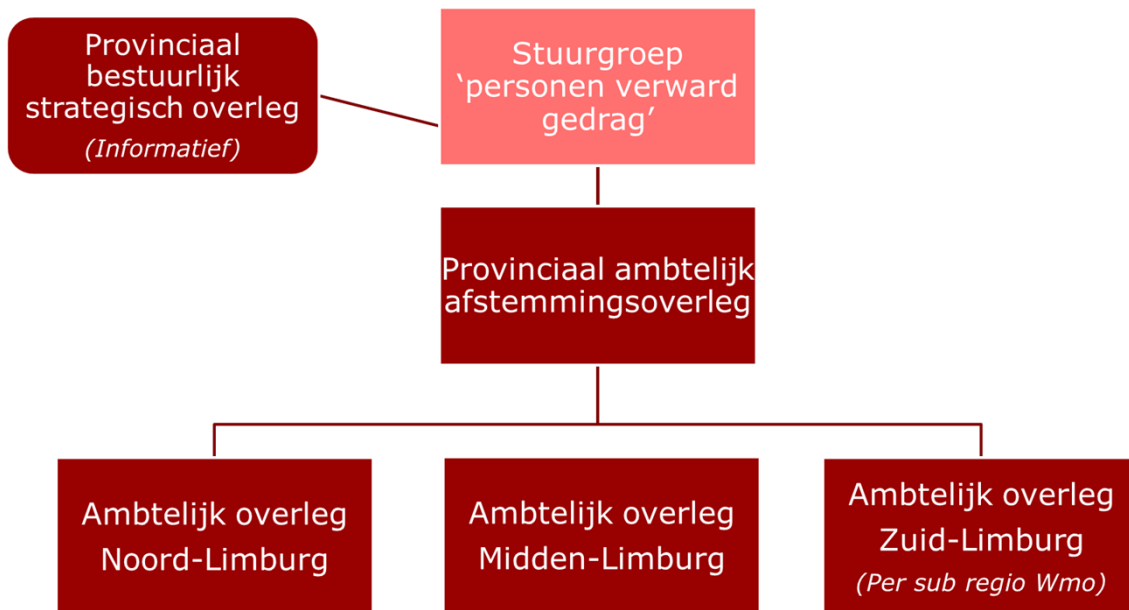 Provinciaal
bestuurlijk
strategisch overleg
(Informatief)
Stuurgroep
‘personen verward
gedrag’
Provinciaal ambtelijk
afstemmingsoverleg
Ambtelijk overleg
Noord-Limburg
Ambtelijk overleg
Midden-Limburg
Ambtelijk overleg
Zuid-Limburg
(Per sub regio Wmo)